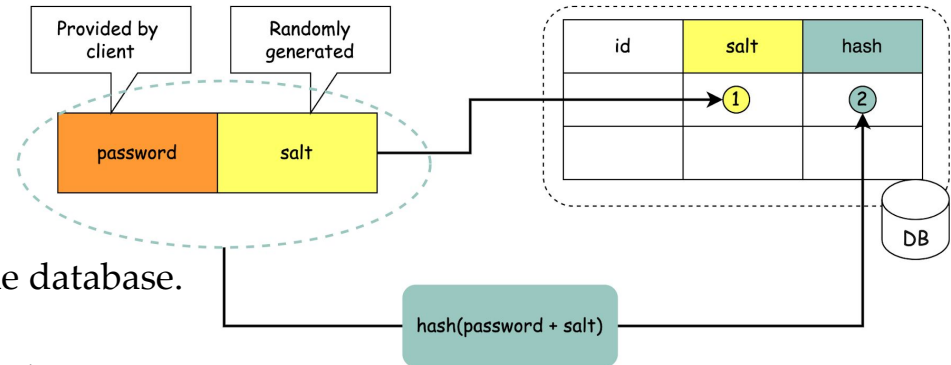 Provided by
client
Randomly
generated
id salt hash
1 2
password salt
DB
e database.
hash(password + salt)